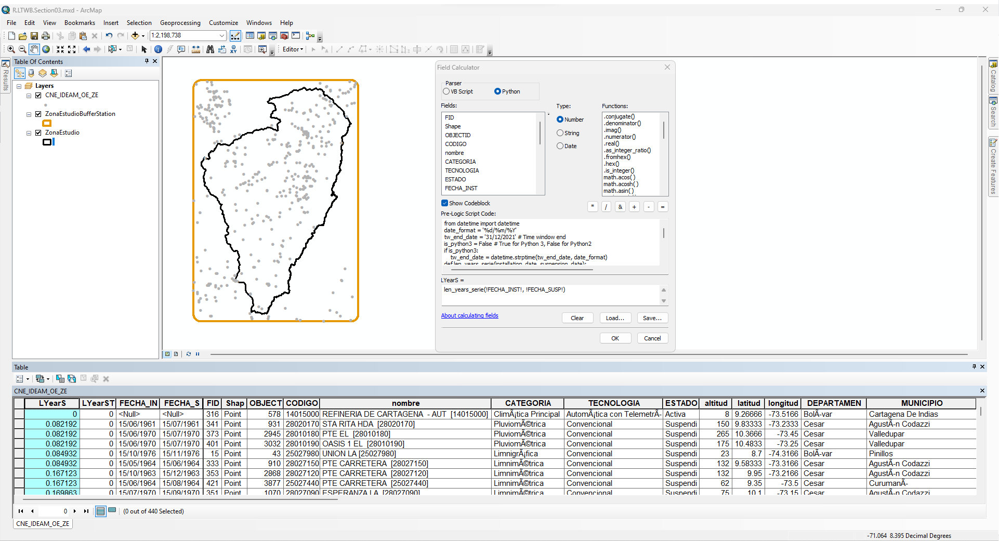 R.LTWB.Section03.mxd - ArcMap
File Edit View Bookmarks Insert Selection Geoprocessing Customize Windows Help
1:2,198,738
Editor
Table Of Contents
Results
Layers
CNE_IDEAM_OE_ZE
ZonaEstudioBufferStation
ZonaEstudio
Catalog
Search
Create Features
Field Calculator
Parser
VB Script Python
Fields: Type: Functions:
FID
Shape
OBJECTID
CODIGO
nombre
CATEGORIA
TECNOLOGIA
ESTADO
FECHA_INST
Number
String
Date
.conjugate()
.denominator()
.imag()
.numerator()
.real()
.as_integer_ratio()
.fromhex()
.hex()
.is_integer()
math.acos( )
math.acosh( )
math.asin( )
Show Codeblock
* / & + - =
Pre-Logic Script Code:
from datetime import datetime
date_format = '%d/%m/%Y'
tw_end_date = '31/12/2021' # Time window end
is_python3 = False # True for Python 3, False for Python2
if is_python3:
tw_end_date = datetime.strptime(tw_end_date, date_format)
def len_years_serie(installation_date, suspension_date):
LYearS =
len_years_serie(!FECHA_INST!, !FECHA_SUSP!)
About calculating fields Clear Load... Save...
OK Cancel
Table
CNE_IDEAM_OE_ZE
LYearS LYearST FECHA_IN FECHA_S FID Shap OBJECT CODIGO nombre CATEGORIA TECNOLOGIA ESTADO altitud latitud longitud DEPARTAMEN MUNICIPIO
0 0 <Null> <Null> 316 Point 578 14015000 REFINERIA DE CARTAGENA - AUT [14015000] ClimÃ¡tica Principal AutomÃ¡tica con TelemetrÃ- Activa 8 9.26666 -73.5166 BolÃ-var Cartagena De Indias
0.082192 0 15/06/1961 15/07/1961 341 Point 931 28020170 STA RITA HDA [28020170] PluviomÃ©trica Convencional Suspendi 150 9.83333 -73.2333 Cesar AgustÃ-n Codazzi
0.082192 0 15/06/1970 15/07/1970 373 Point 2945 28010180 PTE EL [28010180] PluviomÃ©trica Convencional Suspendi 265 10.3666 -73.45 Cesar Valledupar
0.082192 0 15/06/1970 15/07/1970 401 Point 3032 28010190 OASIS 1 EL [28010190] PluviomÃ©trica Convencional Suspendi 175 10.4833 -73.25 Cesar Valledupar
0.084932 0 15/10/1976 15/11/1976 15 Point 43 25027980 UNION LA [25027980] LimnigrÃ¡fica Convencional Suspendi 23 8.7 -74.3166 BolÃ-var Pinillos
0.084932 0 15/05/1964 15/06/1964 333 Point 910 28027150 PTE CARRETERA [28027150] LimnimÃ©trica Convencional Suspendi 132 9.58333 -73.3166 Cesar AgustÃ-n Codazzi
0.167123 0 15/10/1963 15/12/1963 353 Point 2868 28027120 PTE CARRETERA [28027120] LimnimÃ©trica Convencional Suspendi 132 9.95 -73.2166 Cesar AgustÃ-n Codazzi
0.167123 0 15/06/1964 15/08/1964 421 Point 3877 25027440 PTE CARRETERA [25027440] LimnimÃ©trica Convencional Suspendi 62 9.35 -73.5 Cesar CurumanÃ-
0.169863 0 15/07/1970 15/09/1970 351 Point 1070 28027090 ESPERANZA LA [28027090] LimnimÃ©trica Convencional Suspendi 75 10.1 -73.15 Cesar AgustÃ-n Codazzi
0 (0 out of 440 Selected)
CNE_IDEAM_OE_ZE
-71.064 8.395 Decimal Degrees